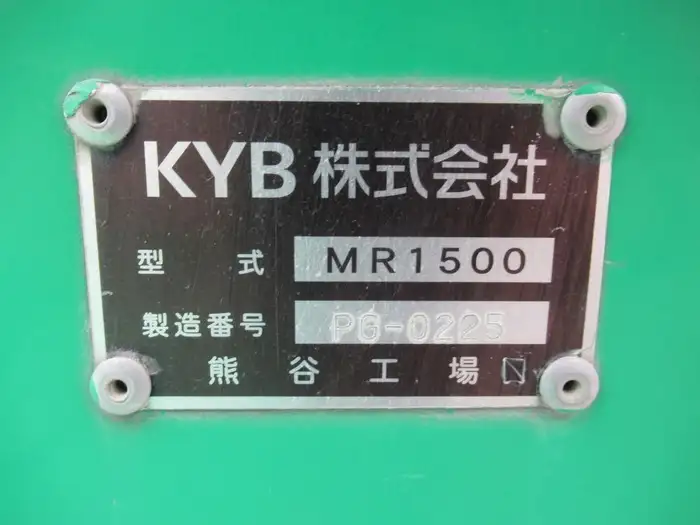 KYB 株式会社
型式 MR1500
製造番号 PG-0225
熊谷工場 N